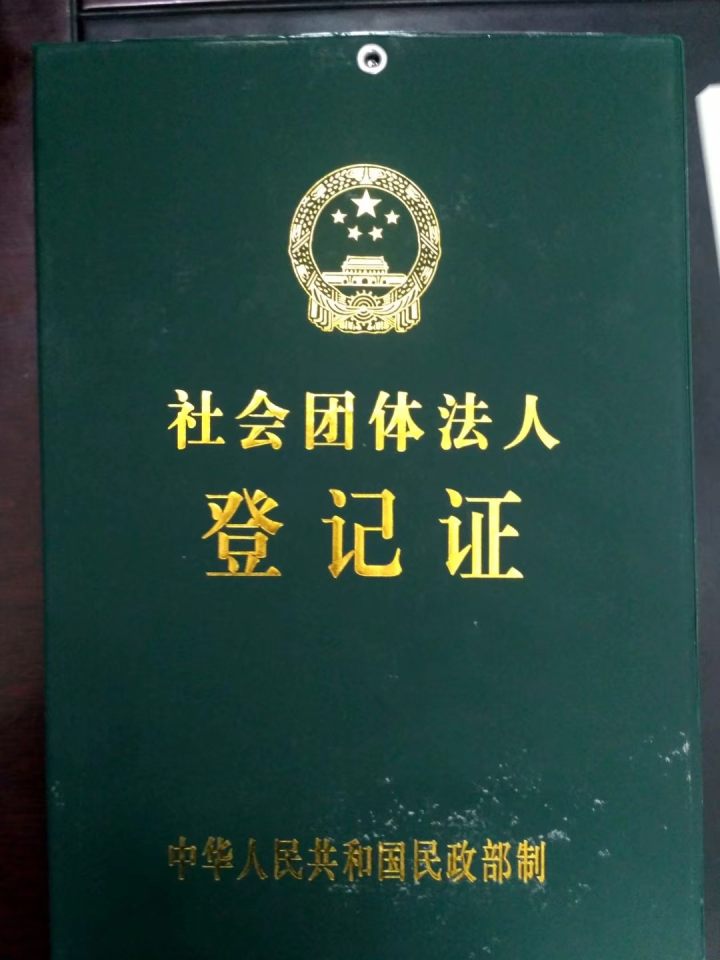 社会团体法人
登记证
中华人民共和国民政部制